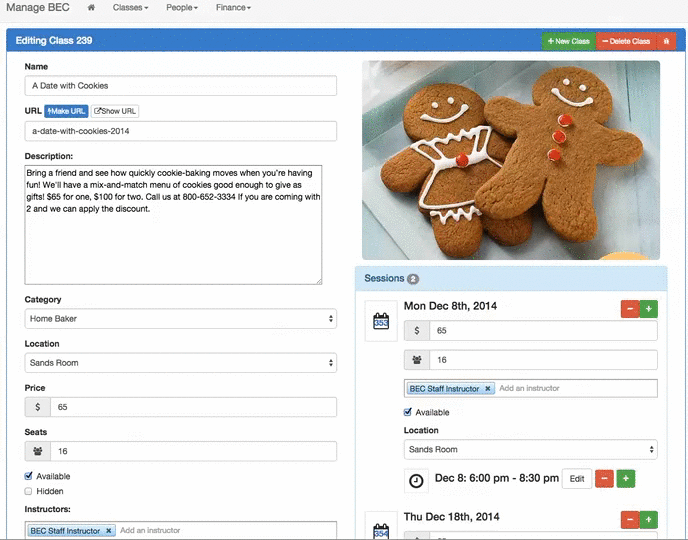 Manage BEC Classes People Finance
Editing Class 239 + New Class − Delete Class
Name
A Date with Cookies
URL Make URL Show URL
a-date-with-cookies-2014
Description:
Bring a friend and see how quickly cookie-baking moves when you're having
fun! We'll have a mix-and-match menu of cookies good enough to give as
gifts! $65 for one, $100 for two. Call us at 800-652-3334 If you are coming with
2 and we can apply the discount.
Category
Home Baker
Location
Sands Room
Price
$ 65
Seats
16
Available
Hidden
Instructors:
BEC Staff Instructor × Add an instructor
Sessions 2
353
Mon Dec 8th, 2014 − +
$ 65
16
BEC Staff Instructor × Add an instructor
Available
Location
Sands Room
Dec 8: 6:00 pm - 8:30 pm Edit − +
354
Thu Dec 18th, 2014 − +